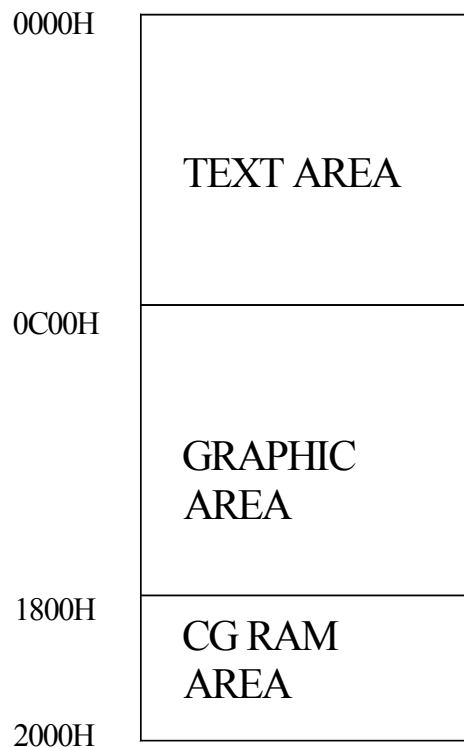 0000H
TEXT AREA
0C00H
GRAPHIC
AREA
1800H
CG RAM
AREA
2000H